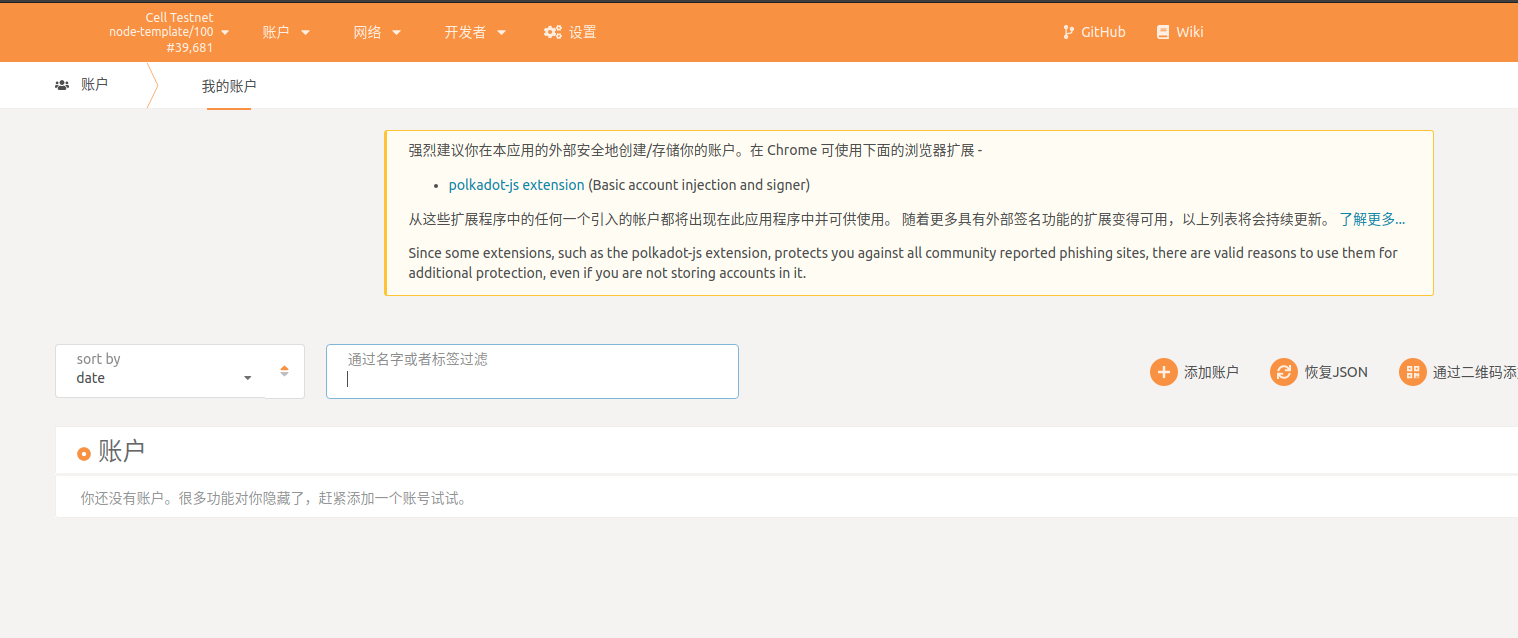 Cell Testnet
node-template/100
#39,681
账户
网络
开发者
设置
GitHub
Wiki
账户
我的账户
强烈建议你在本应用的外部安全地创建/存储你的账户。在 Chrome 可使用下面的浏览器扩展 -
• polkadot-js extension (Basic account injection and signer)
从这些扩展程序中的任何一个引入的帐户都将出现在此应用程序中并可供使用。 随着更多具有外部签名功能的扩展变得可用，以上列表将会持续更新。 了解更多...
Since some extensions, such as the polkadot-js extension, protects you against all community reported phishing sites, there are valid reasons to use them for
additional protection, even if you are not storing accounts in it.
sort by
date
通过名字或者标签过滤
添加账户
恢复JSON
通过二维码添
账户
你还没有账户。很多功能对你隐藏了，赶紧添加一个账号试试。